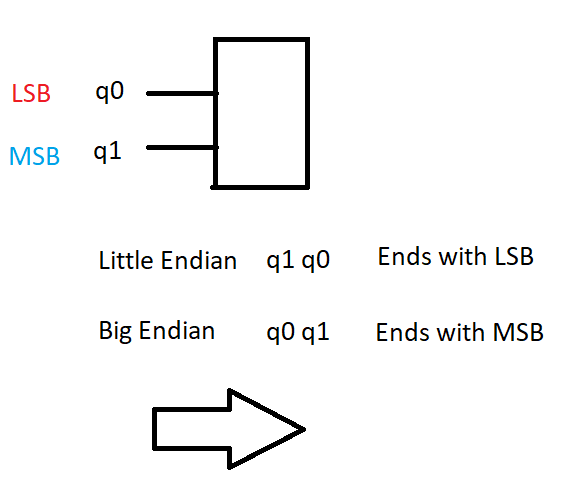 LSB q0
MSB q1
Little Endian q1 q0 Ends with LSB
Big Endian q0 q1 Ends with MSB